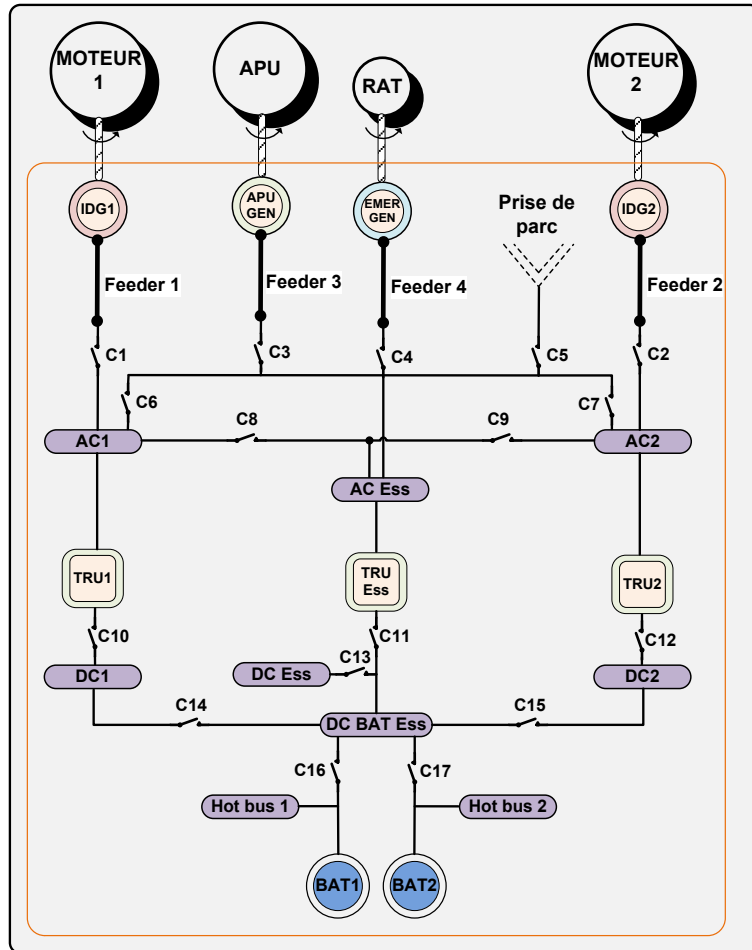 MOTEUR
1
APU
RAT
MOTEUR
2
IDG1
APU
GEN
EMER
GEN
Prise de
parc
IDG2
Feeder 1
Feeder 3
Feeder 4
Feeder 2
C1
C3
C4
C5
C2
C6
C7
C8
C9
AC1
AC2
AC Ess
TRU1
TRU
Ess
TRU2
C10
C11
C12
C13
DC1
DC Ess
DC2
C14
C15
DC BAT Ess
C16
C17
Hot bus 1
Hot bus 2
BAT1
BAT2